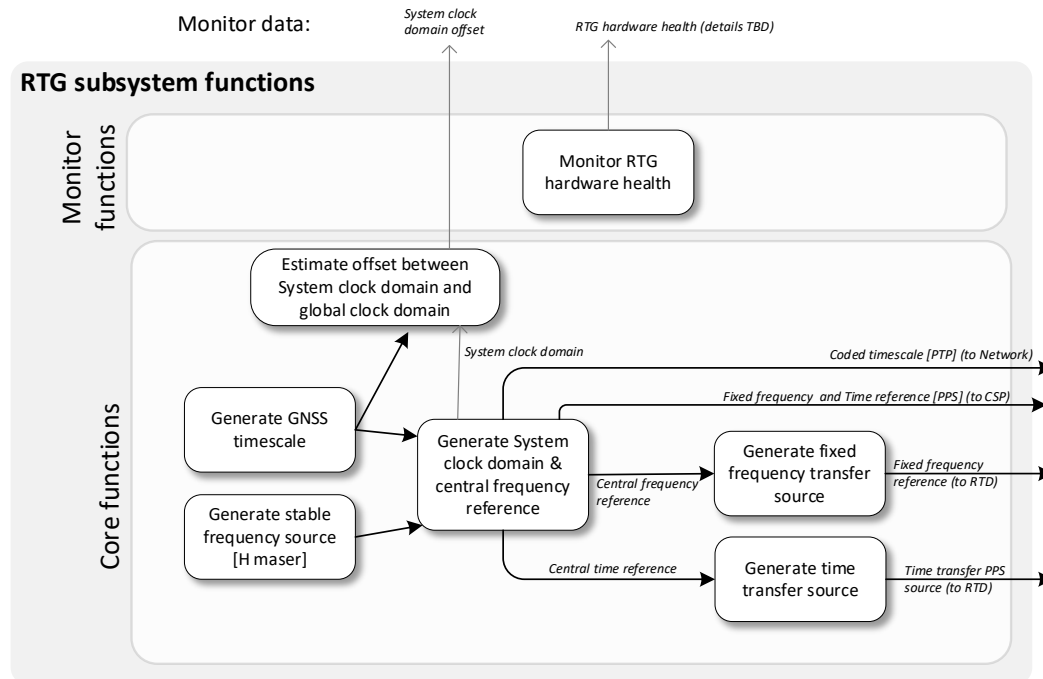 Monitor data:
System clock
domain offset
RTG hardware health (details TBD)
RTG subsystem functions
Monitor
functions
Monitor RTG
hardware health
Core functions
Estimate offset between
System clock domain and
global clock domain
System clock domain
Coded timescale [PTP] (to Network)
Fixed frequency and Time reference [PPS] (to CSP)
Generate GNSS
timescale
Generate System
clock domain &
central frequency
reference
Central frequency
reference
Generate fixed
frequency transfer
source
Fixed frequency
reference (to RTD)
Generate stable
frequency source
[H maser]
Central time reference
Generate time
transfer source
Time transfer PPS
source (to RTD)